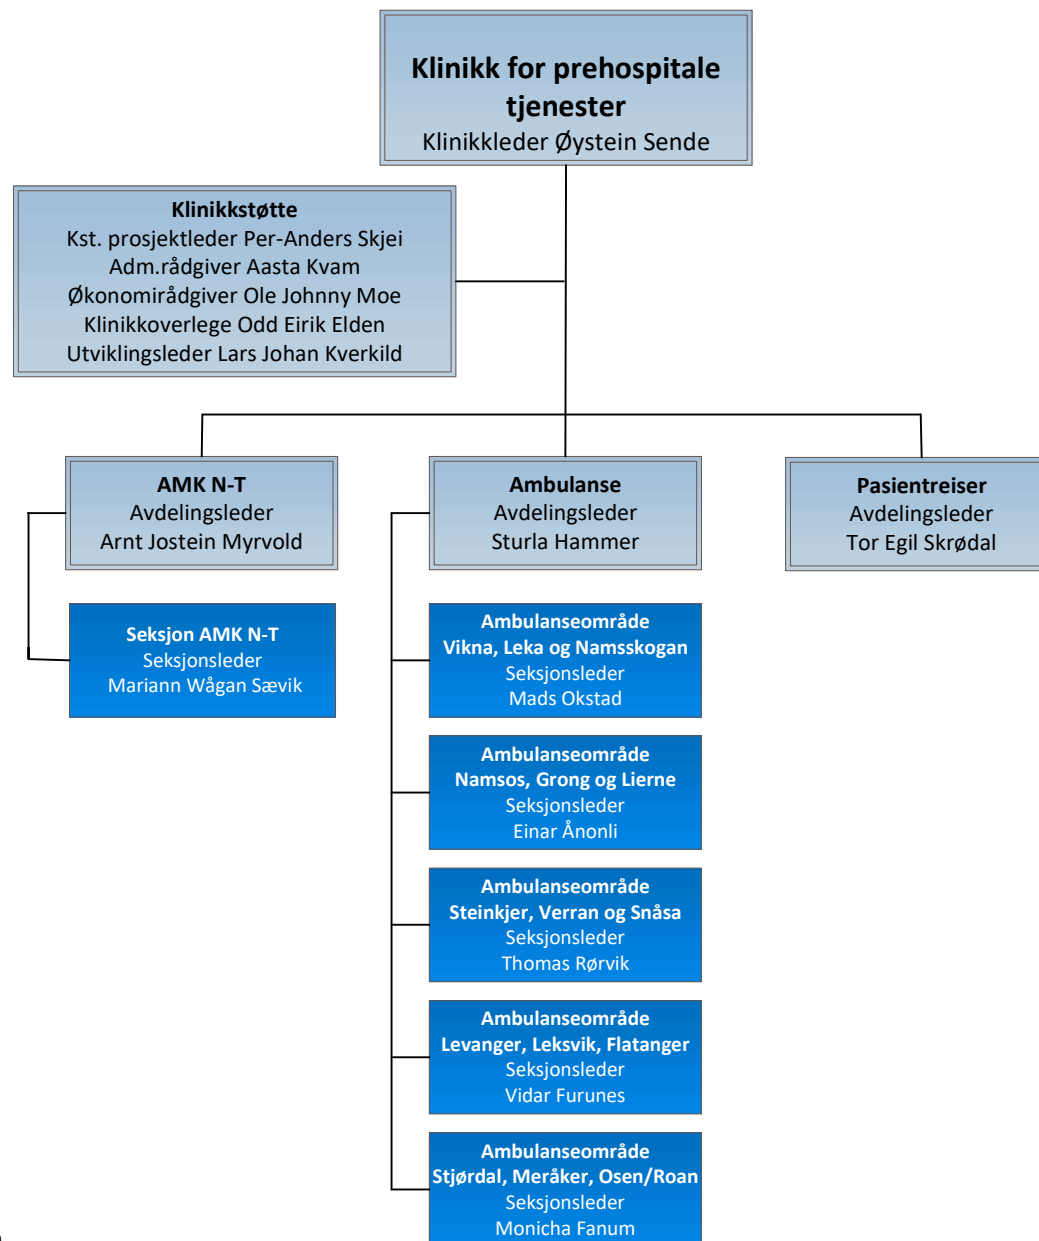 Klinikk for prehospitale
tjenester
Klinikkleder Øystein Sende
Klinikkstøtte
Kst. prosjektleder Per-Anders Skjei
Adm.rådgiver Aasta Kvam
Økonomirådgiver Ole Johnny Moe
Klinikkoverlege Odd Eirik Elden
Utviklingsleder Lars Johan Kverkild
AMK N-T
Avdelingsleder
Arnt Jostein Myrvold
Ambulanse
Avdelingsleder
Sturla Hammer
Pasientreiser
Avdelingsleder
Tor Egil Skrødal
Seksjon AMK N-T
Seksjonsleder
Mariann Wågan Sævik
Ambulanseområde
Vikna, Leka og Namsskogan
Seksjonsleder
Mads Okstad
Ambulanseområde
Namsos, Grong og Lierne
Seksjonsleder
Einar Ånonli
Ambulanseområde
Steinkjer, Verran og Snåsa
Seksjonsleder
Thomas Rørvik
Ambulanseområde
Levanger, Leksvik, Flatanger
Seksjonsleder
Vidar Furunes
Ambulanseområde
Stjørdal, Meråker, Osen/Roan
Seksjonsleder
Monicha Fanum